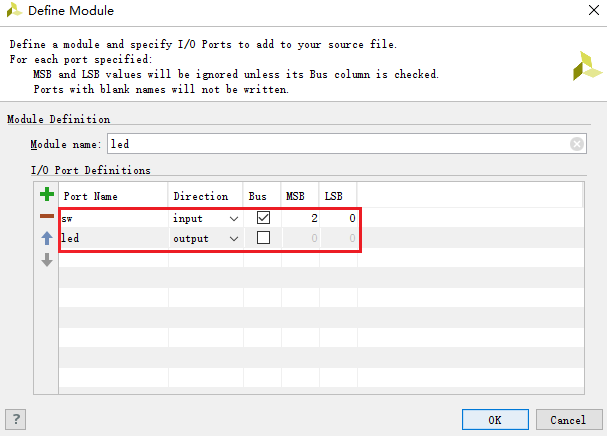 Define Module
Define a module and specify I/O Ports to add to your source file.
For each port specified:
MSB and LSB values will be ignored unless its Bus column is checked.
Ports with blank names will not be written.
Module Definition
Module name: led
I/O Port Definitions
Port Name Direction Bus MSB LSB
sw input 2 0
led output 0 0
? OK Cancel